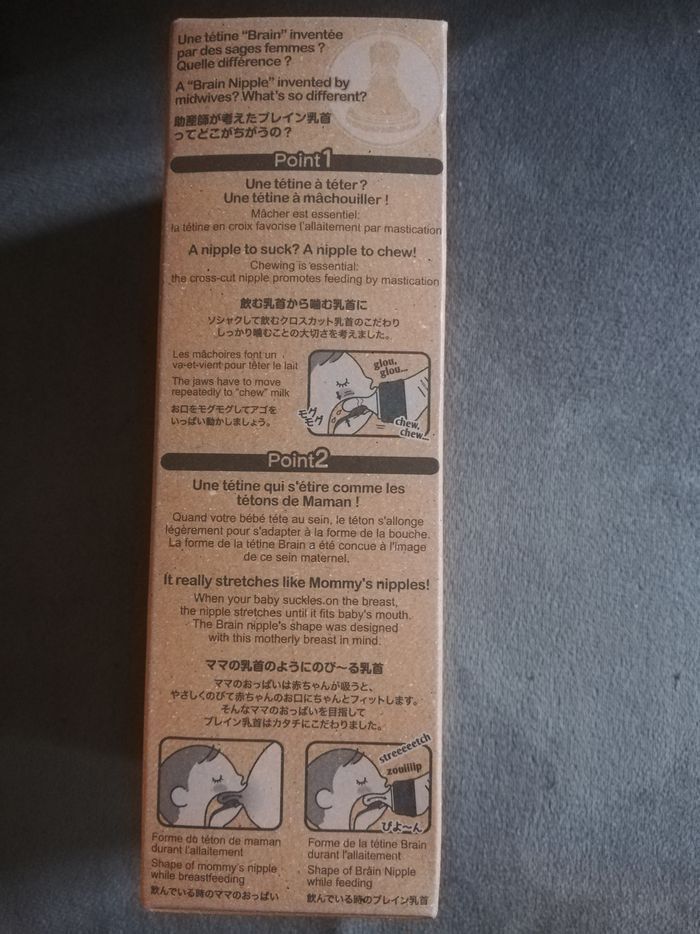 Une tétine “Brain” inventée
par des sages femmes ?
Quelle différence ?
A “Brain Nipple” invented by
midwives? What's so different?
助産師が考えたブレイン乳首
ってどこがちがうの？
Point1
Une tétine à téter ?
Une tétine à mâchouiller !
Mâcher est essentiel:
la tétine en croix favorise l'allaitement par mastication
A nipple to suck? A nipple to chew!
Chewing is essential:
the cross-cut nipple promotes feeding by mastication
飲む乳首から噛む乳首に
ソシャクして飲むクロスカット乳首のこだわり
しっかり噛むことの大切さを考えました。
Les mâchoires font un
va-et-vient pour têter le lait
The jaws have to move
repeatedly to “chew” milk
お口をモグモグしてアゴを
いっぱい動かしましょう。
glou,
glou...
モグモグ
chew,
chew...
Point2
Une tétine qui s'étire comme les
tétons de Maman !
Quand votre bébé tête au sein, le téton s'allonge
légèrement pour s'adapter à la forme de la bouche.
La forme de la tétine Brain a été concue à l'image
de ce sein maternel.
It really stretches like Mommy's nipples!
When your baby suckles on the breast,
the nipple stretches until it fits baby's mouth.
The Brain nipple's shape was designed
with this motherly breast in mind.
ママの乳首のようにのび〜る乳首
ママのおっぱいは赤ちゃんが吸うと、
やさしくのびて赤ちゃんのお口にちゃんとフィットします。
そんなママのおっぱいを目指して
ブレイン乳首はカタチにこだわりました。
streeeeetch
zouiiiip
ぴよ〜ん
Forme du téton de maman
durant l'allaitement
Shape of mommy's nipple
while breastfeeding
飲んでいる時のママのおっぱい
Forme de la tétine Brain
durant l'allaitement
Shape of Brain Nipple
while feeding
飲んでいる時のブレイン乳首